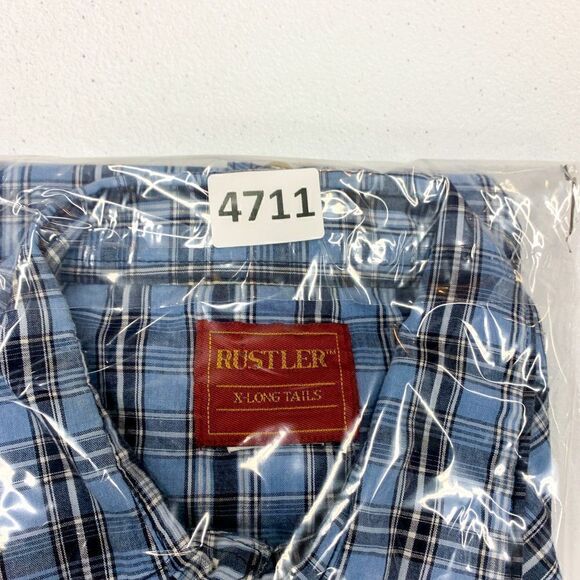 4711
RUSTLER™
X-LONG TAILS